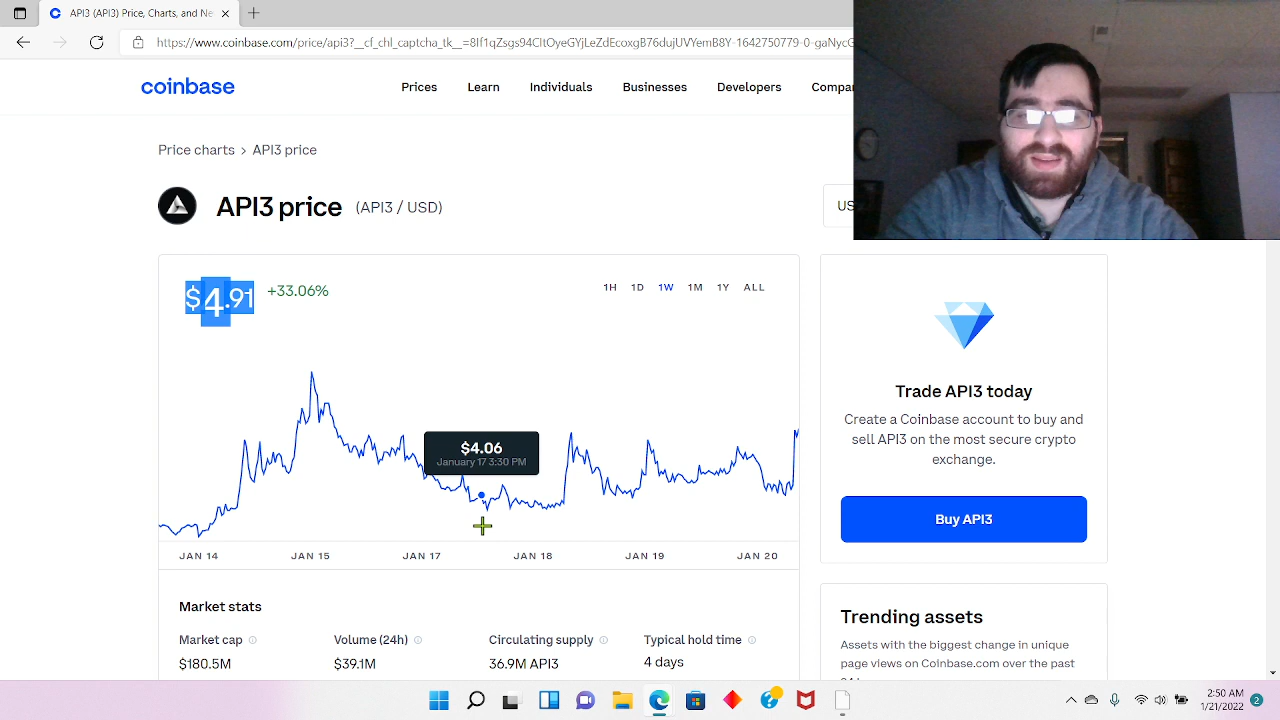 API3 (API3) Price, Charts, and Ne
https://www.coinbase.com/price/api3?__cf_chl_captcha_tk__=
coinbase
Prices Learn Individuals Businesses Developers Compar
Price charts › API3 price
API3 price (API3 / USD)
US
$4.91 +33.06%
1H 1D 1W 1M 1Y ALL
$4.06
January 17 3:30 PM
JAN 14 JAN 15 JAN 17 JAN 18 JAN 19 JAN 20
Trade API3 today
Create a Coinbase account to buy and
sell API3 on the most secure crypto
exchange.
Buy API3
Market stats
Market cap Volume (24h) Circulating supply Typical hold time
$180.5M $39.1M 36.9M API3 4 days
Trending assets
Assets with the biggest change in unique
page views on Coinbase.com over the past
2:50 AM
1/21/2022
2